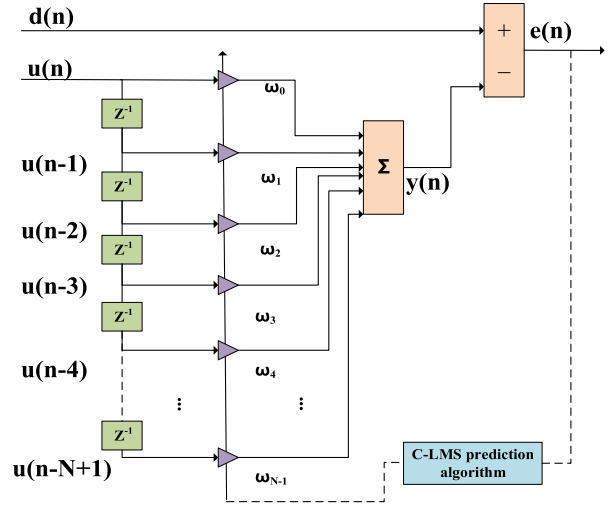 d(n)
+
e(n)
−
u(n)
ω0
Z-1
Σ
u(n-1)
ω1
y(n)
Z-1
u(n-2)
ω2
Z-1
u(n-3)
ω3
Z-1
u(n-4)
ω4
⋮
⋮
Z-1
u(n-N+1)
ωN-1
C-LMS prediction
algorithm